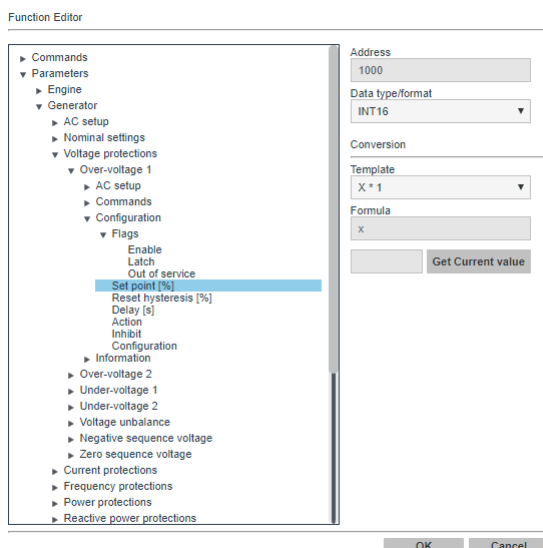 Function Editor
Commands
Parameters
Engine
Generator
AC setup
Nominal settings
Voltage protections
Over-voltage 1
AC setup
Commands
Configuration
Flags
Enable
Latch
Out of service
Set point [%]
Reset hysteresis [%]
Delay [s]
Action
Inhibit
Configuration
Information
Over-voltage 2
Under-voltage 1
Under-voltage 2
Voltage unbalance
Negative sequence voltage
Zero sequence voltage
Current protections
Frequency protections
Power protections
Reactive power protections
Address
1000
Data type/format
INT16
Conversion
Template
X * 1
Formula
x
Get Current value
OK Cancel